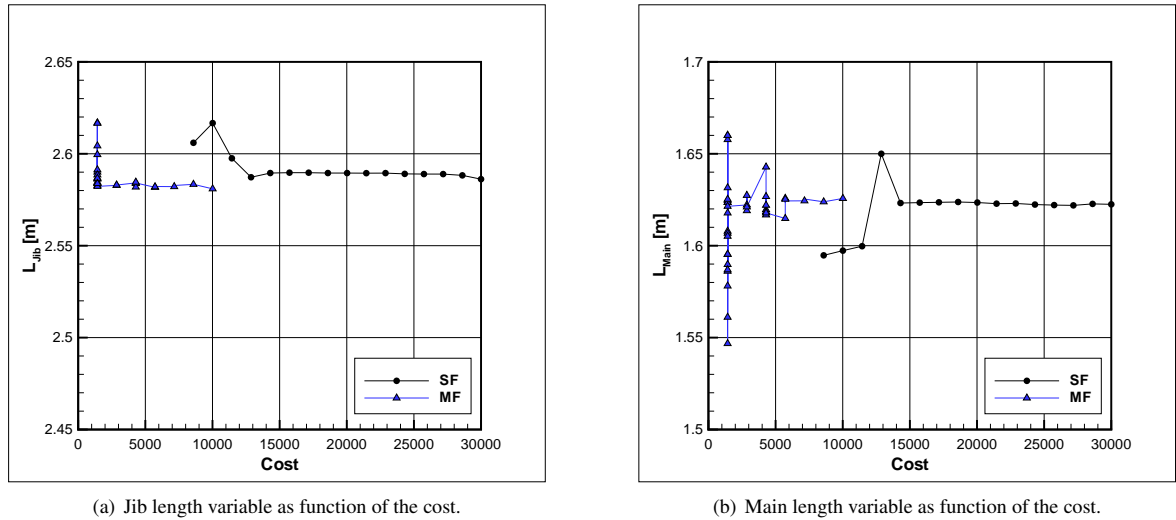 2.65
2.6
2.55
2.5
2.45
L_Jib [m]
0 5000 10000 15000 20000 25000 30000
Cost
SF
MF
(a) Jib length variable as function of the cost.
1.7
1.65
1.6
1.55
1.5
L_Main [m]
0 5000 10000 15000 20000 25000 30000
Cost
SF
MF
(b) Main length variable as function of the cost.